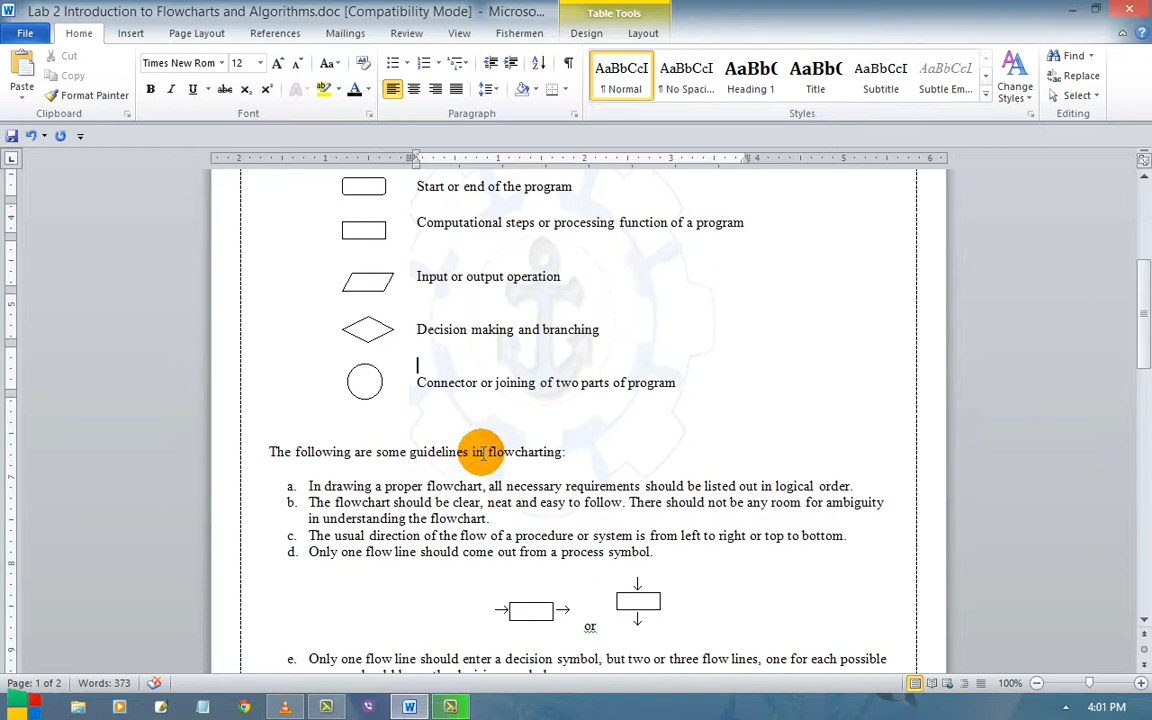 Lab 2 Introduction to Flowcharts and Algorithms.doc [Compatibility Mode] - Microso...
Table Tools
File Home Insert Page Layout References Mailings Review View Fishermen Design Layout
Paste
Cut
Copy
Format Painter
Clipboard
Times New Rom 12
Font
Paragraph
AaBbCcI AaBbCcI AaBbC AaBb( AaBbCcI AaBbCcI
¶ Normal ¶ No Spaci... Heading 1 Title Subtitle Subtle Em...
Styles
Change
Styles
Find
Replace
Select
Editing
2 1 1 2 3 4 5 6
Start or end of the program
Computational steps or processing function of a program
Input or output operation
Decision making and branching
Connector or joining of two parts of program
The following are some guidelines in flowcharting:
a. In drawing a proper flowchart, all necessary requirements should be listed out in logical order.
b. The flowchart should be clear, neat and easy to follow. There should not be any room for ambiguity
in understanding the flowchart.
c. The usual direction of the flow of a procedure or system is from left to right or top to bottom.
d. Only one flow line should come out from a process symbol.
or
e. Only one flow line should enter a decision symbol, but two or three flow lines, one for each possible
Page: 1 of 2 Words: 373 100%
4:01 PM